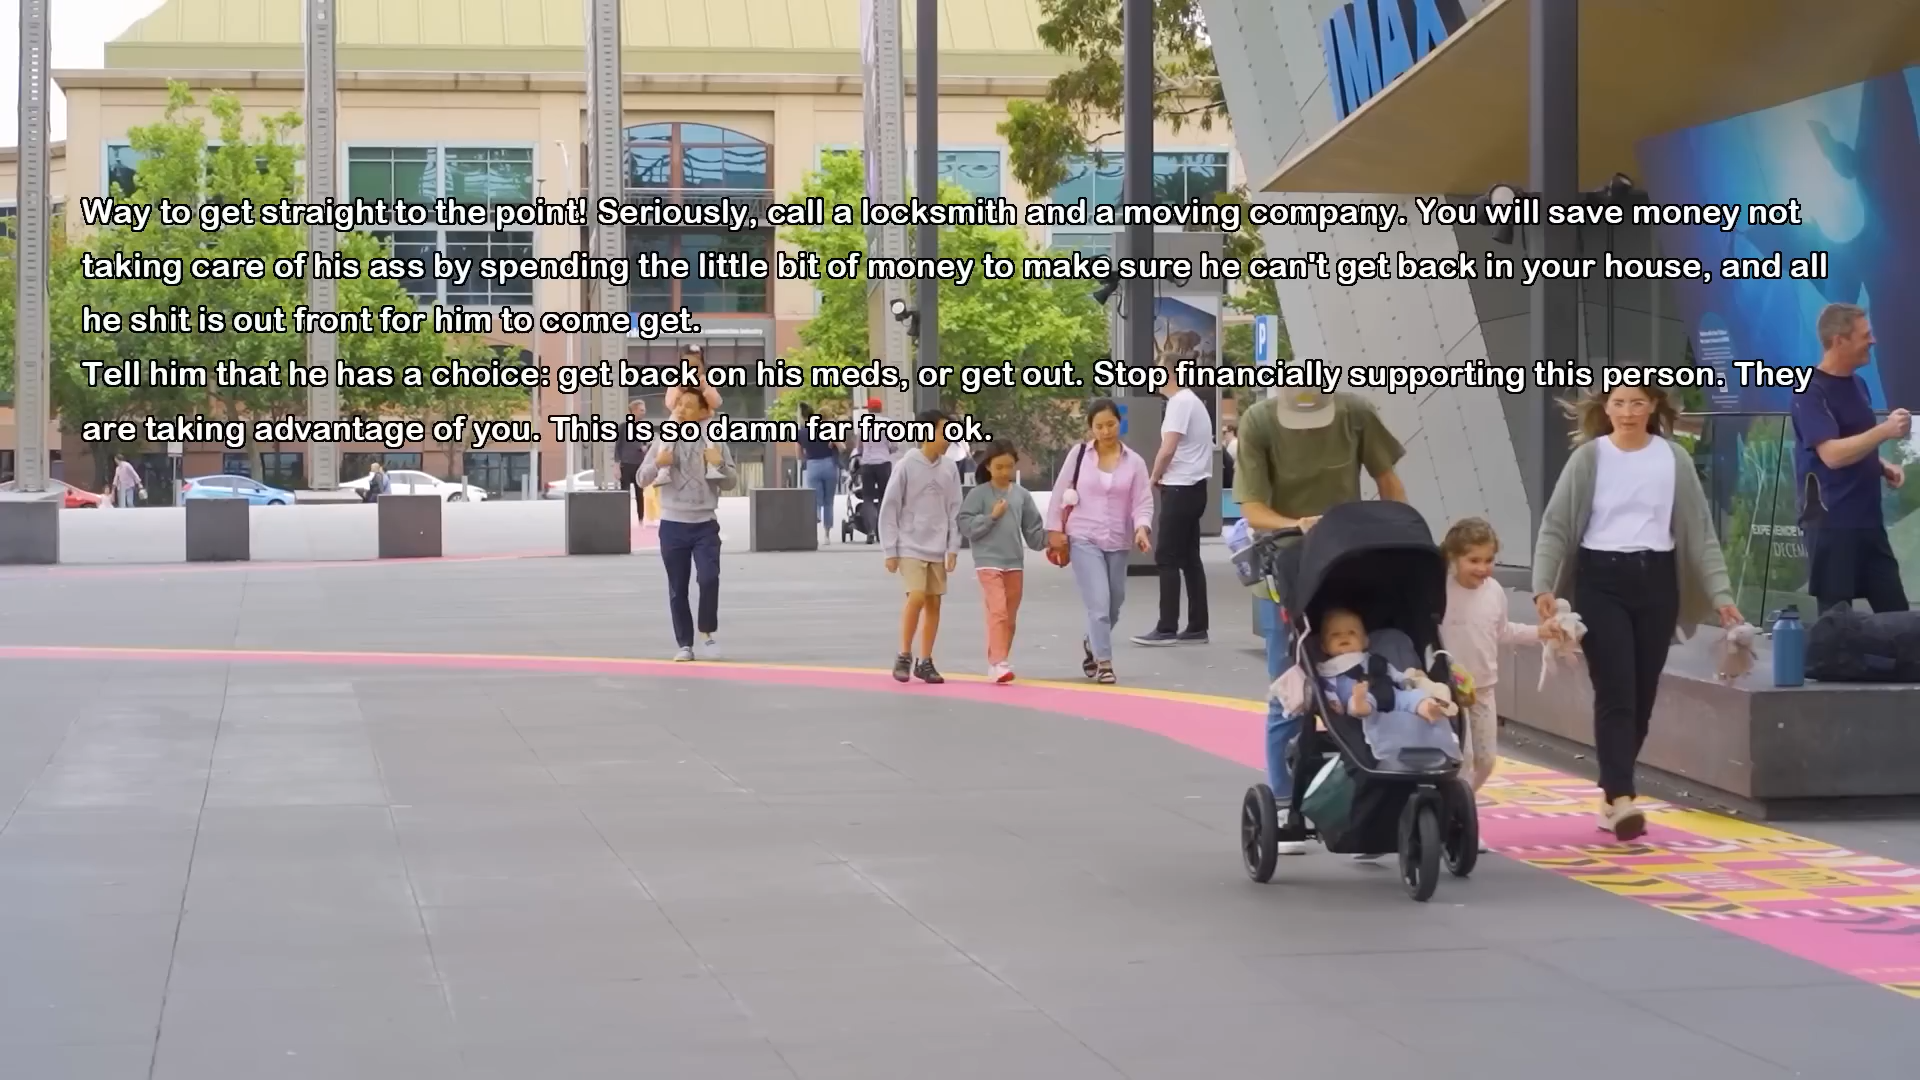 Way to get straight to the point! Seriously, call a locksmith and a moving company. You will save money not
taking care of his ass by spending the little bit of money to make sure he can't get back in your house, and all
he shit is out front for him to come get.
Tell him that he has a choice: get back on his meds, or get out. Stop financially supporting this person. They
are taking advantage of you. This is so damn far from ok.
IMAX
P